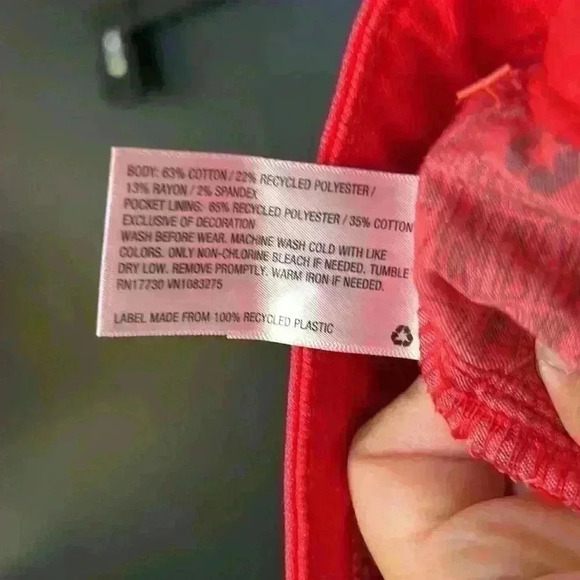 BODY: 63% COTTON / 22% RECYCLED POLYESTER /
13% RAYON / 2% SPANDEX
POCKET LINING: 65% RECYCLED POLYESTER / 35% COTTON
EXCLUSIVE OF DECORATION
WASH BEFORE WEAR. MACHINE WASH COLD WITH LIKE
COLORS. ONLY NON-CHLORINE BLEACH IF NEEDED. TUMBLE
DRY LOW. REMOVE PROMPTLY. WARM IRON IF NEEDED.
RN17730 VN1083275
LABEL MADE FROM 100% RECYCLED PLASTIC